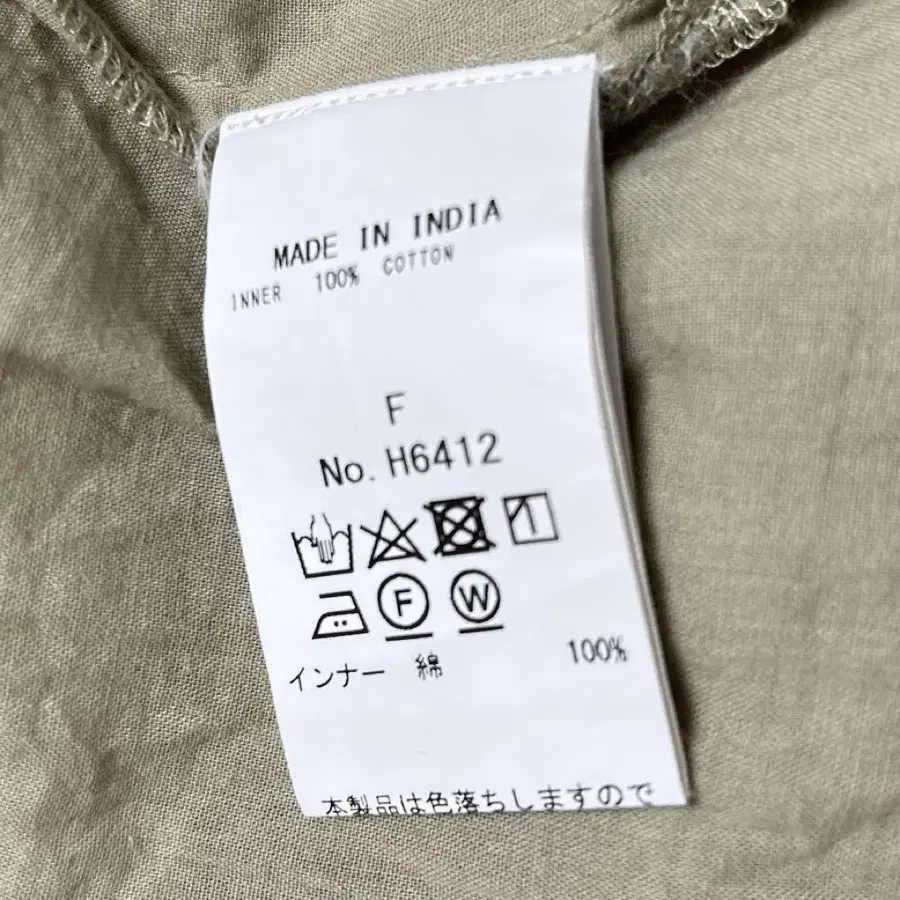 MADE IN INDIA
INNER 100% COTTON
F
No. H6412
F W
インナー 綿 100%
本製品は色落ちしますので